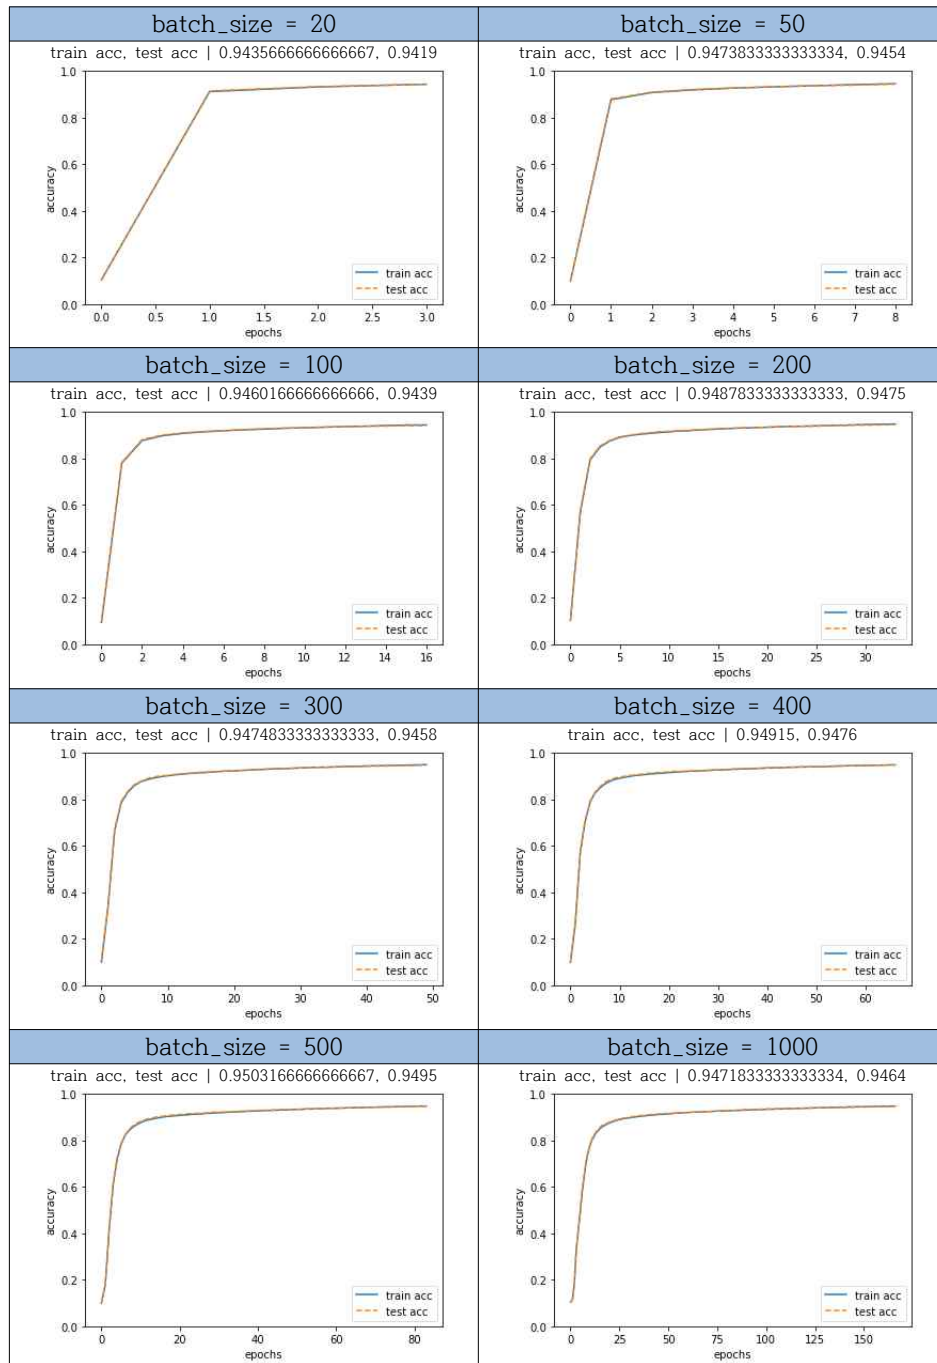 batch_size = 20
train acc, test acc | 0.9435666666666667, 0.9419
1.0
0.8
0.6
0.4
0.2
0.0
accuracy
0.0 0.5 1.0 1.5 2.0 2.5 3.0
epochs
train acc
test acc
batch_size = 50
train acc, test acc | 0.9473833333333334, 0.9454
1.0
0.8
0.6
0.4
0.2
0.0
accuracy
0 1 2 3 4 5 6 7 8
epochs
train acc
test acc
batch_size = 100
train acc, test acc | 0.9460166666666666, 0.9439
1.0
0.8
0.6
0.4
0.2
0.0
accuracy
0 2 4 6 8 10 12 14 16
epochs
train acc
test acc
batch_size = 200
train acc, test acc | 0.9487833333333333, 0.9475
1.0
0.8
0.6
0.4
0.2
0.0
accuracy
0 5 10 15 20 25 30
epochs
train acc
test acc
batch_size = 300
train acc, test acc | 0.9474833333333333, 0.9458
1.0
0.8
0.6
0.4
0.2
0.0
accuracy
0 10 20 30 40 50
epochs
train acc
test acc
batch_size = 400
train acc, test acc | 0.94915, 0.9476
1.0
0.8
0.6
0.4
0.2
0.0
accuracy
0 10 20 30 40 50 60
epochs
train acc
test acc
batch_size = 500
train acc, test acc | 0.9503166666666667, 0.9495
1.0
0.8
0.6
0.4
0.2
0.0
accuracy
0 20 40 60 80
epochs
train acc
test acc
batch_size = 1000
train acc, test acc | 0.9471833333333334, 0.9464
1.0
0.8
0.6
0.4
0.2
0.0
accuracy
0 25 50 75 100 125 150
epochs
train acc
test acc